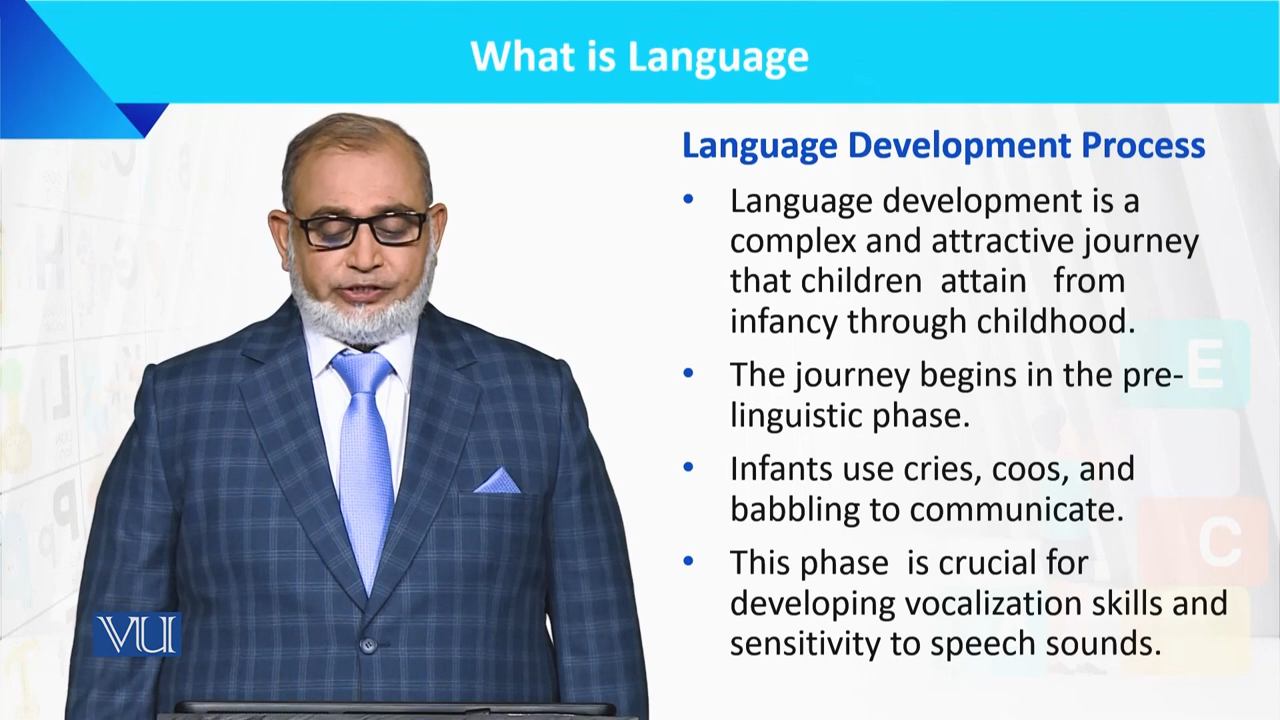 What is Language
Language Development Process
• Language development is a
complex and attractive journey
that children attain from
infancy through childhood.
• The journey begins in the pre-
linguistic phase.
• Infants use cries, coos, and
babbling to communicate.
• This phase is crucial for
developing vocalization skills and
sensitivity to speech sounds.
E
C
VU